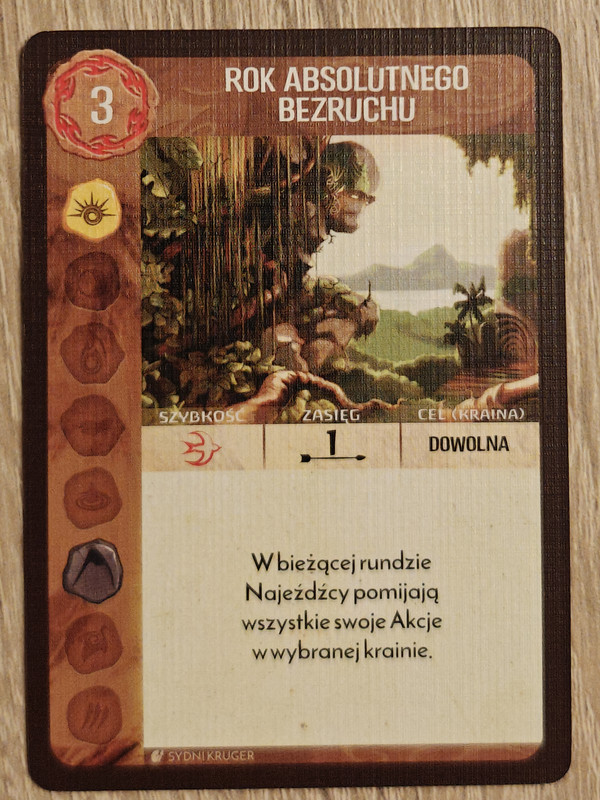 3
ROK ABSOLUTNEGO
BEZRUCHU
SZYBKOŚĆ ZASIĘG CEL (KRAINA)
1 DOWOLNA
W bieżącej rundzie
Najeźdźcy pomijają
wszystkie swoje Akcje
w wybranej krainie.
SYDNI KRUGER